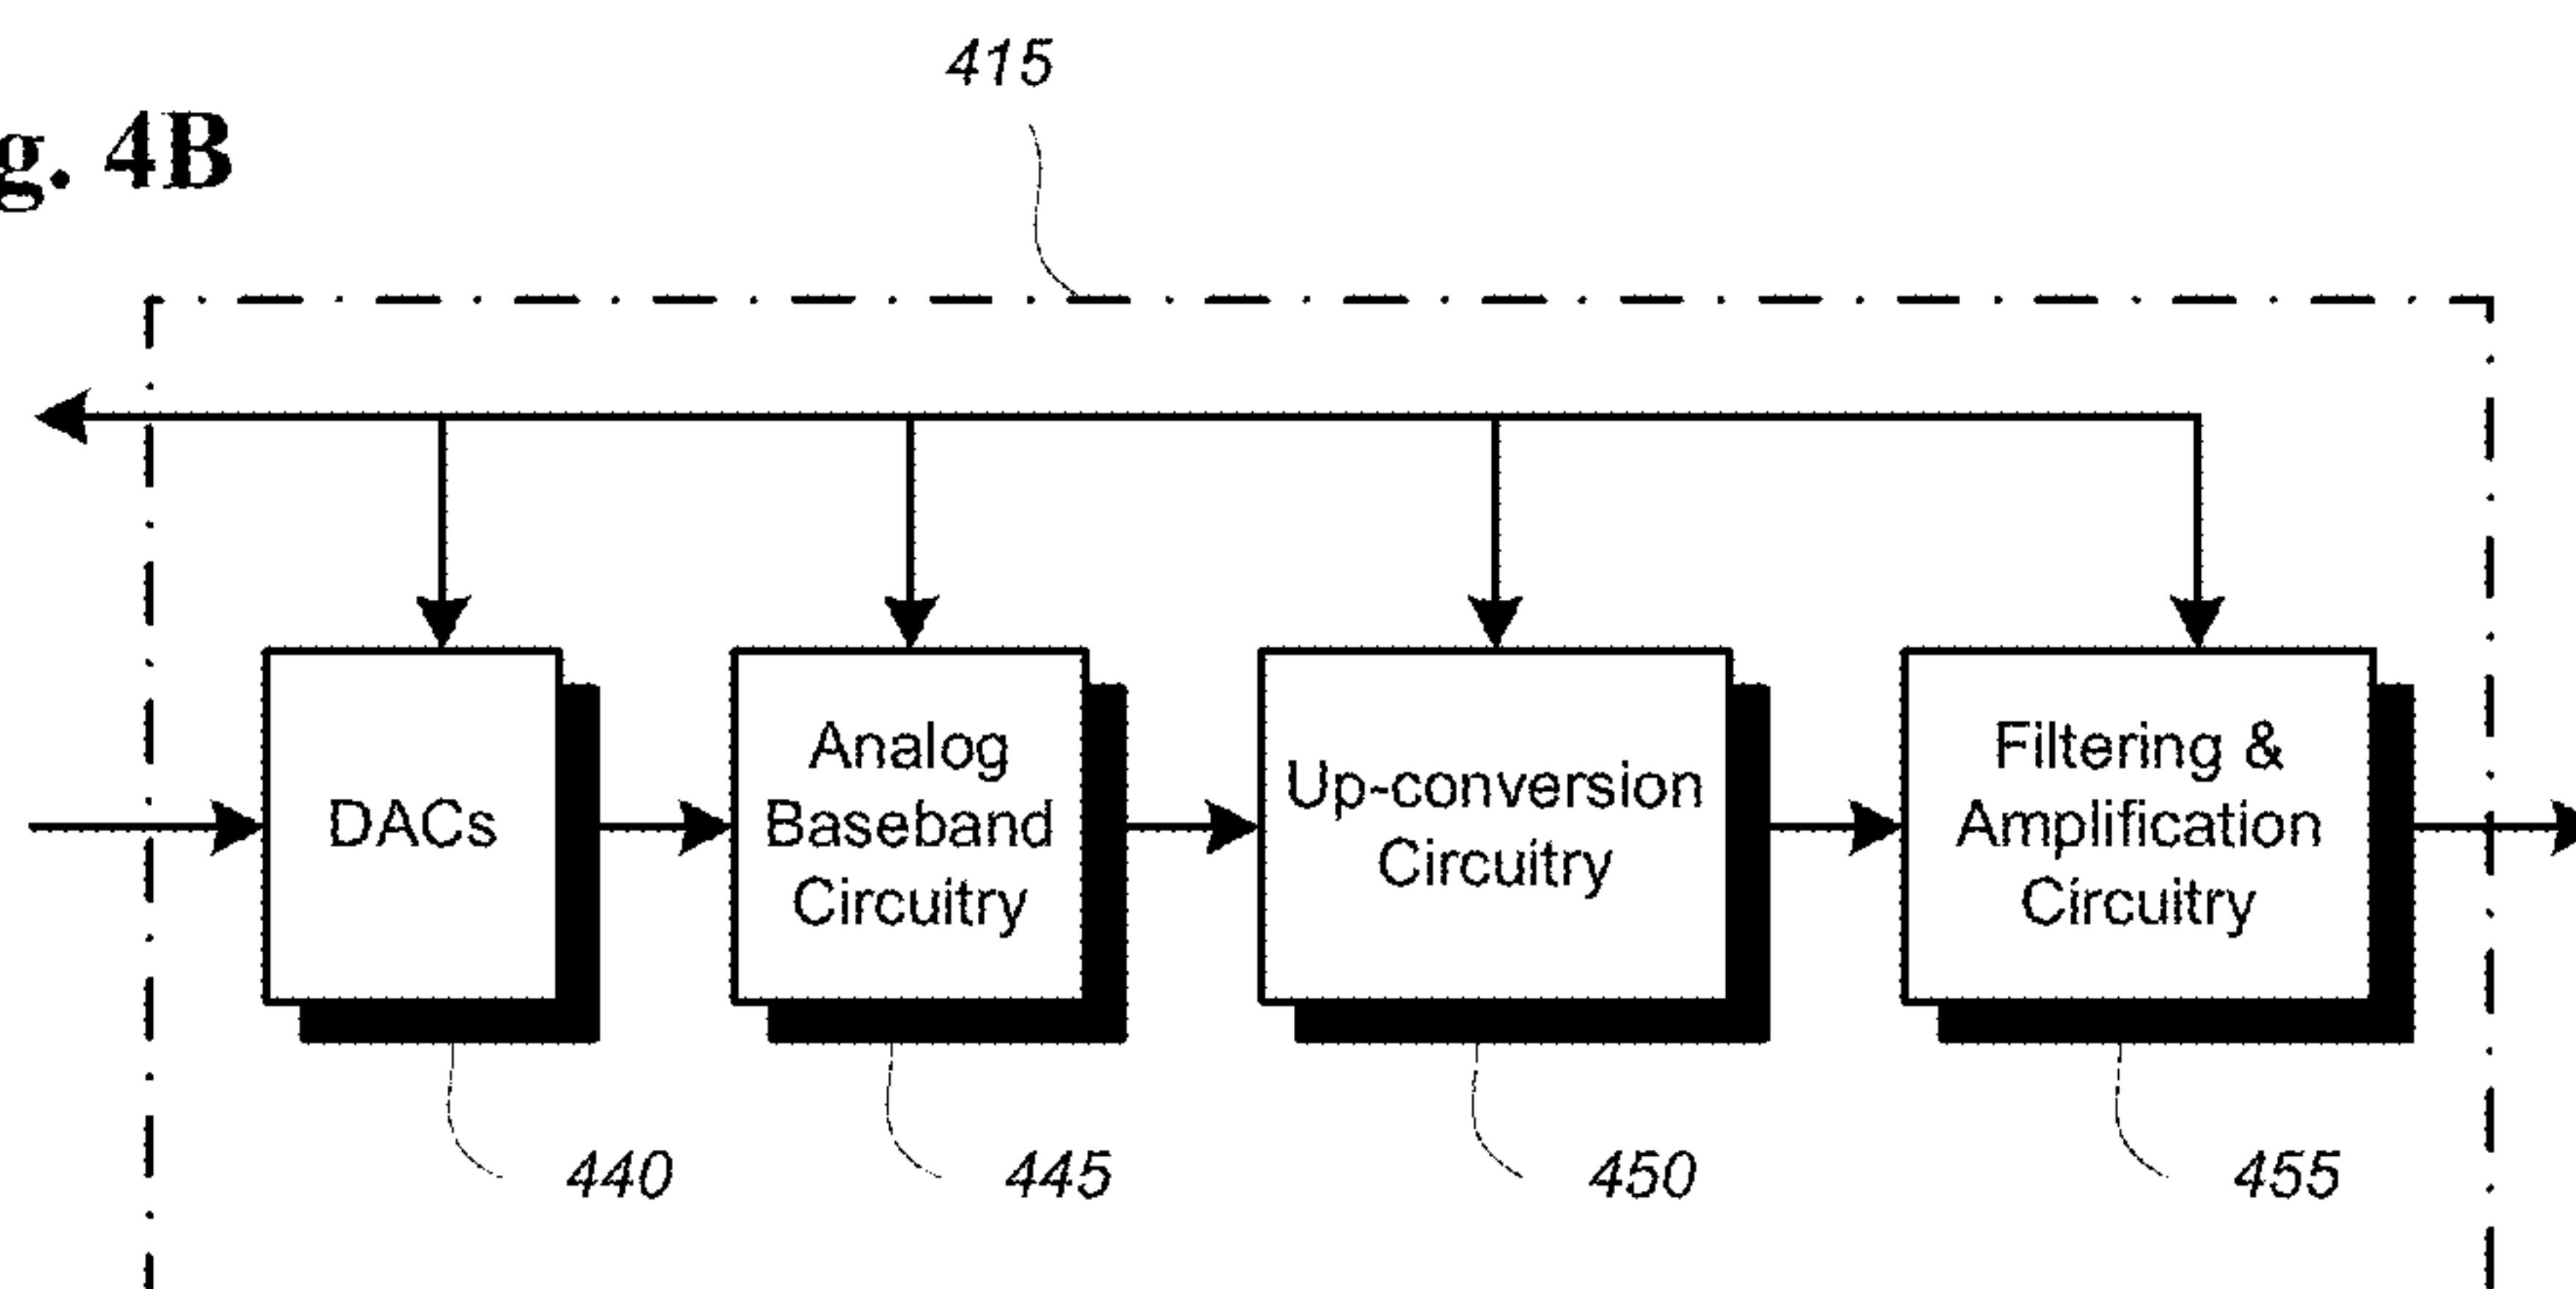 415
g. 4B
DACs
Analog
Baseband
Circuitry
Up-conversion
Circuitry
Filtering &
Amplification
Circuitry
440
445
450
455